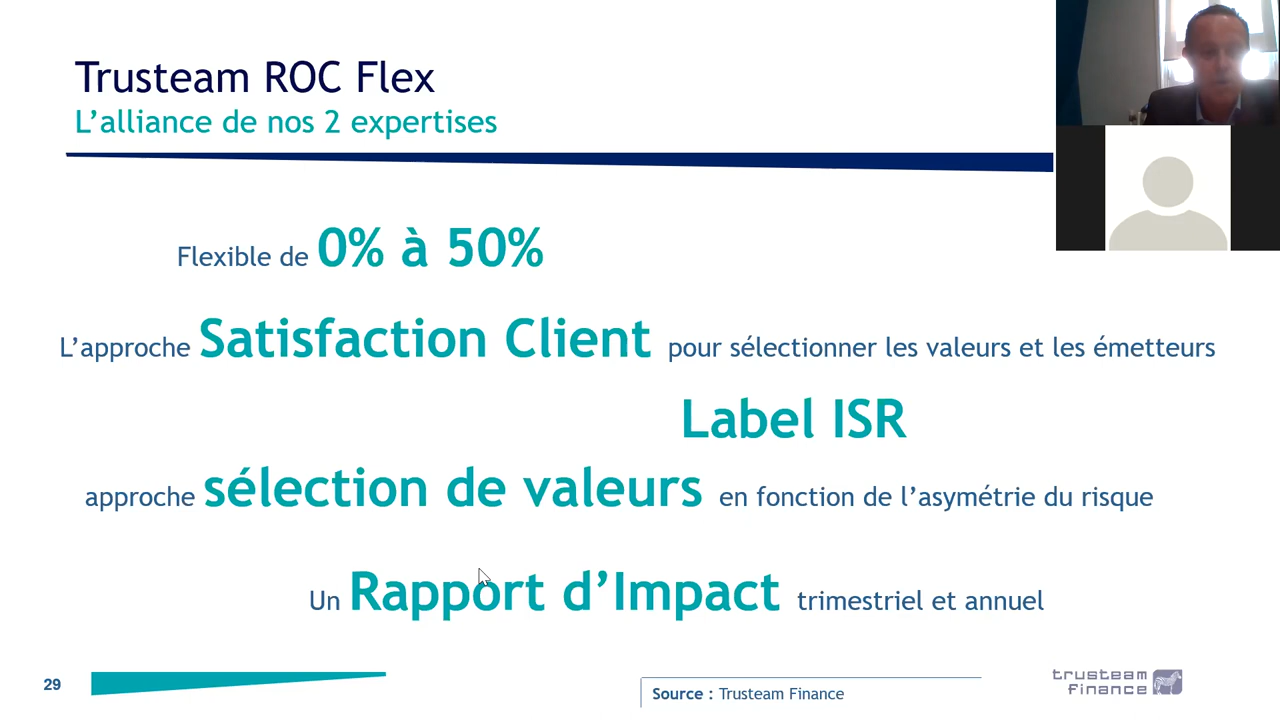 Trusteam ROC Flex
L’alliance de nos 2 expertises
Flexible de 0% à 50%
L’approche Satisfaction Client pour sélectionner les valeurs et les émetteurs
Label ISR
approche sélection de valeurs en fonction de l’asymétrie du risque
Un Rapport d’Impact trimestriel et annuel
29
Source : Trusteam Finance
trusteam
finance